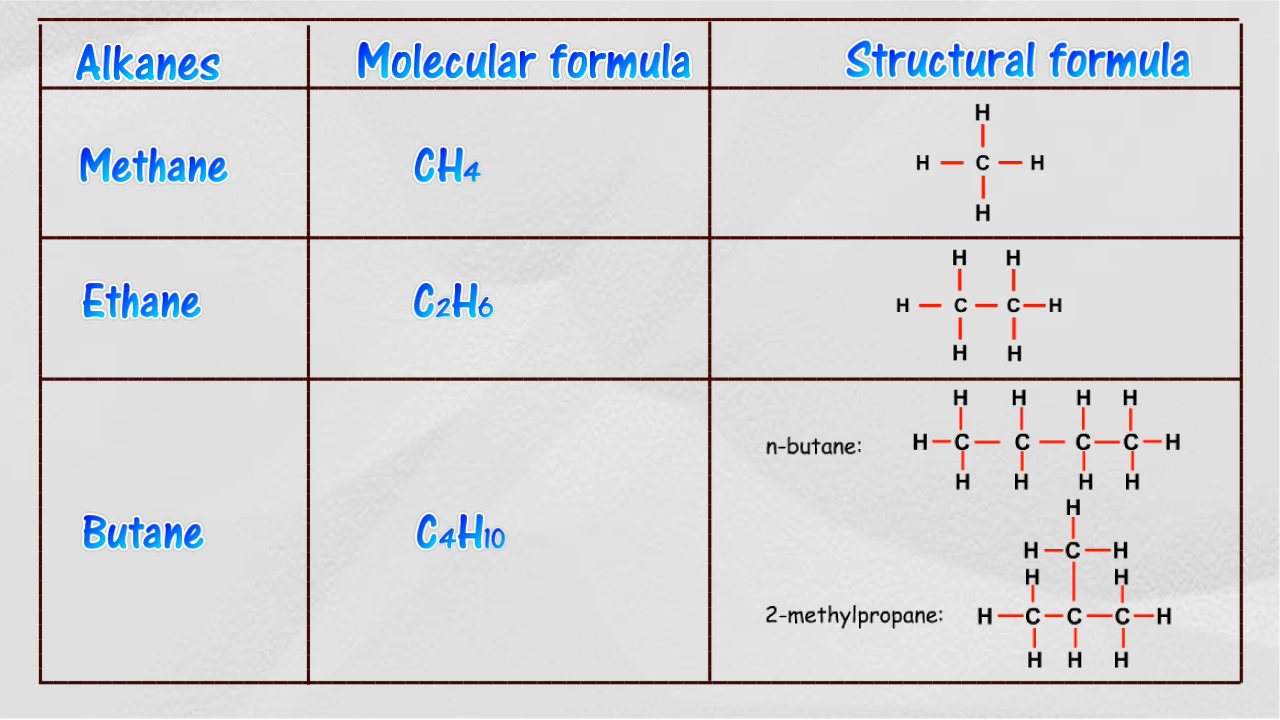 Alkanes Molecular formula Structural formula
H
Methane CH4 H C H
H
H H
Ethane C2H6 H C C H
H H
H H H H
n-butane: H C C C C H
H H H H
H
Butane C4H10
H C H
H H
2-methylpropane: H C C C H
H H H